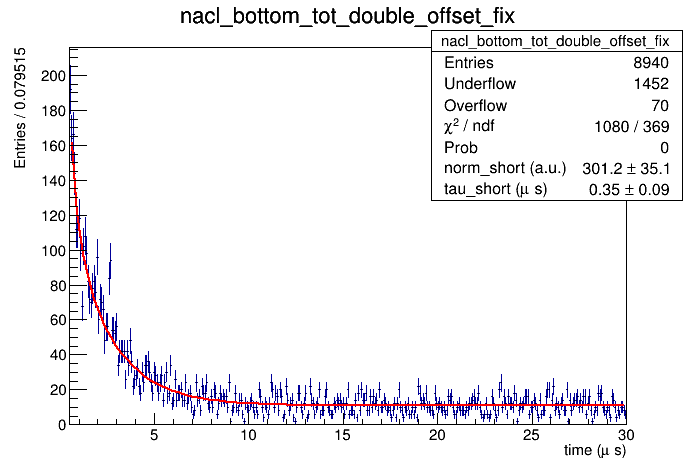 nacl_bottom_tot_double_offset_fix
nacl_bottom_tot_double_offset_fix
Entries 8940
Underflow 1452
Overflow 70
χ² / ndf 1080 / 369
Prob 0
norm_short (a.u.) 301.2 ± 35.1
tau_short (μ s) 0.35 ± 0.09
Entries / 0.079515
200
180
160
140
120
100
80
60
40
20
0
5 10 15 20 25 30
time (μ s)